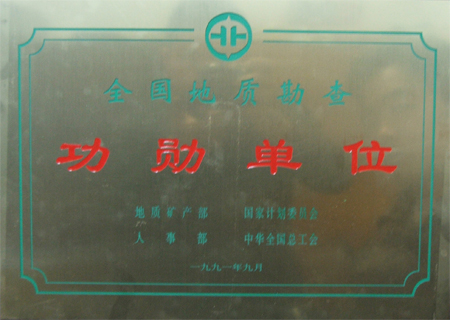 全国地质勘查
功勋单位
地质矿产部 国家计划委员会
人事部 中华全国总工会
一九九一年九月